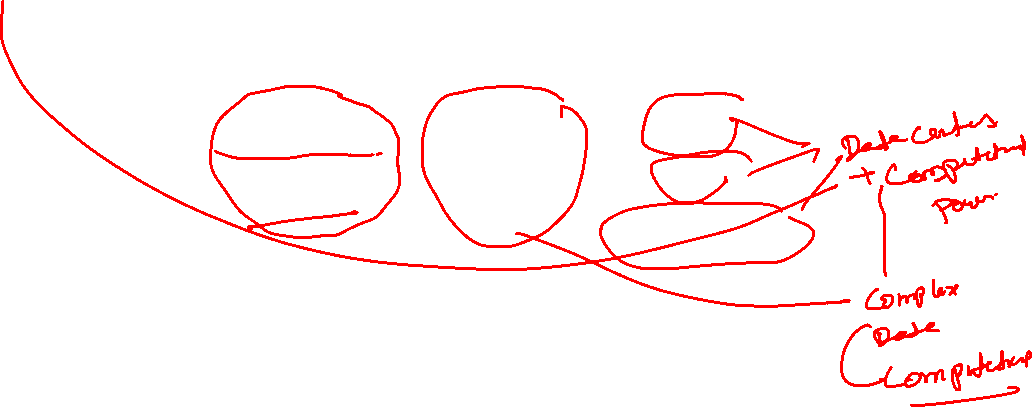 Data Centers
+ Computational
Power
Complex
Data
Computation